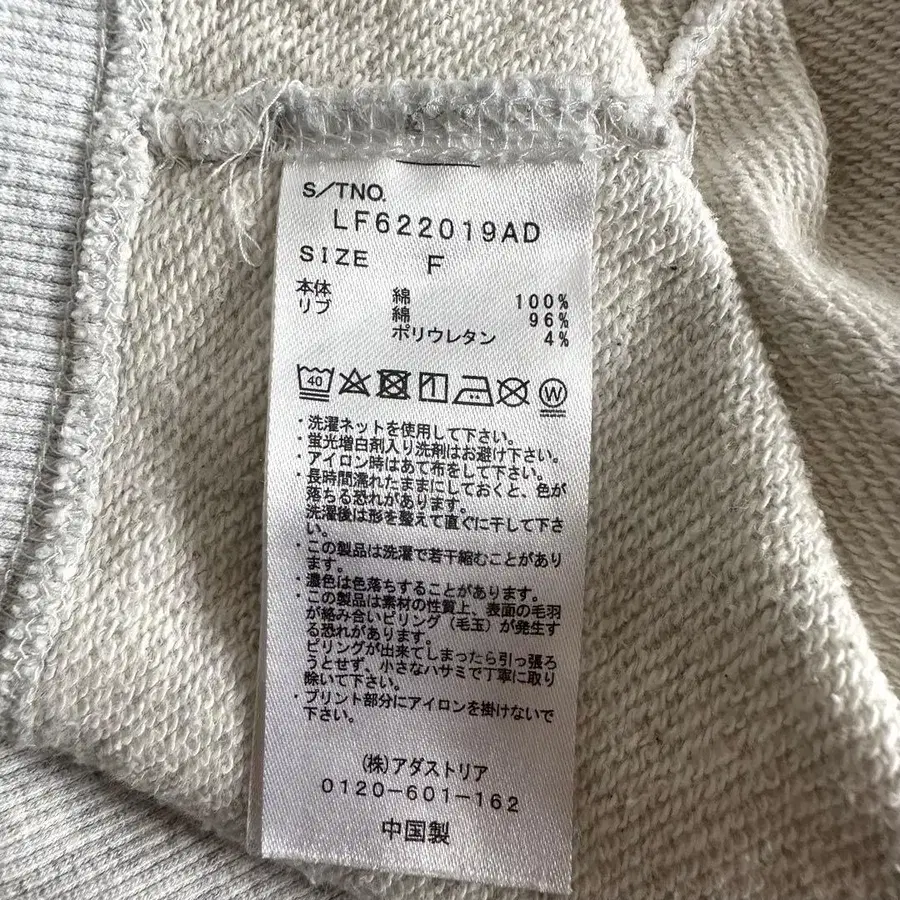 S/TNO.
LF622019AD
SIZE F
本体 綿 100%
リブ 綿 96%
ポリウレタン 4%
40 W
・洗濯ネットを使用して下さい。
・蛍光増白剤入り洗剤はお避け下さい。
・アイロン時はあて布をして下さい。
・長時間濡れたままにしておくと、色が
落ちる恐れがあります。
洗濯後は形を整えて直ぐに干して下さ
い。
・この製品は洗濯で若干縮むことがあり
ます。
・濃色は色落ちすることがあります。
・この製品は素材の性質上、表面の毛羽
が絡み合いピリング（毛玉）が発生す
る恐れがあります。
ピリングが出来てしまったら引っ張ろ
うとせず、小さなハサミで丁寧に取り
除いて下さい。
・プリント部分にアイロンを掛けないで
下さい。
(株)アダストリア
0120-601-162
中国製